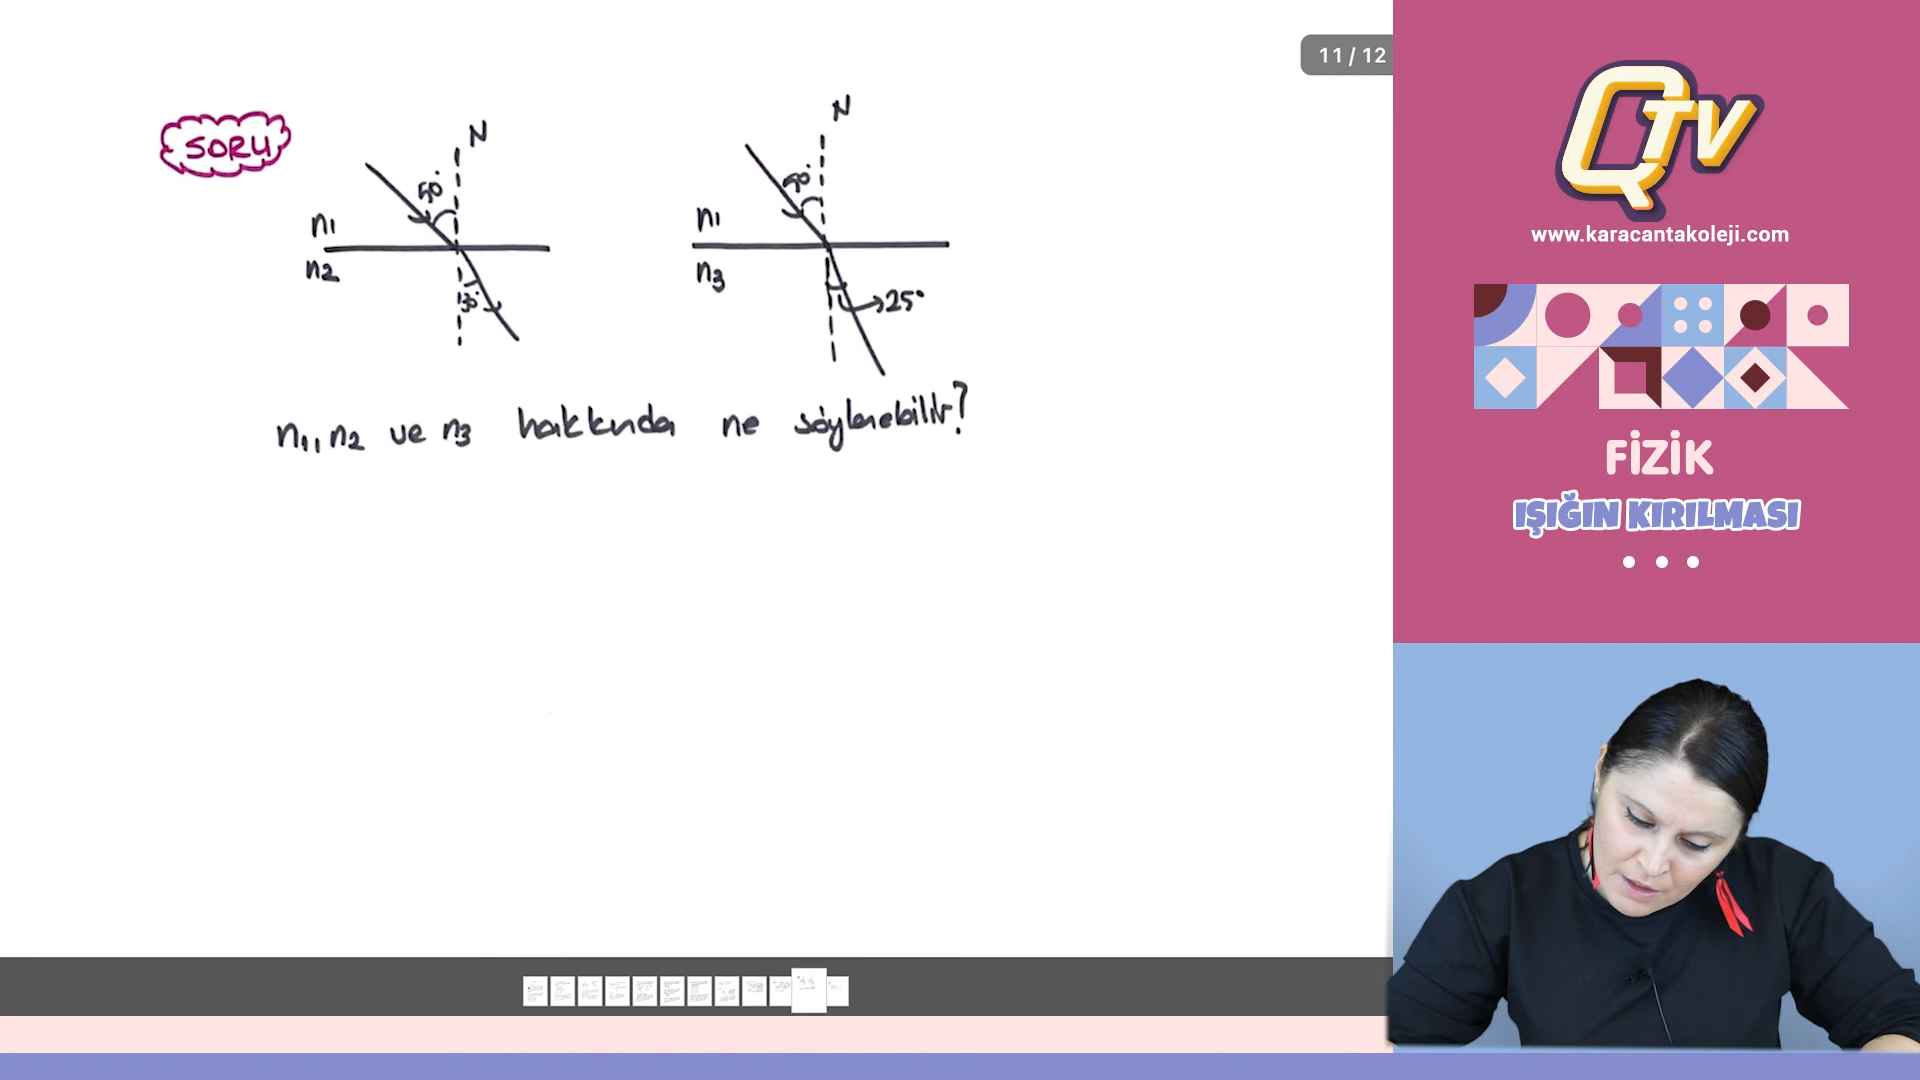 11 / 12
SORU
N
50°
n1
n2
30°
N
50°
n1
n3
25°
n1, n2 ve n3 hakkında ne söylenebilir?
QTV
www.karacantakoleji.com
FİZİK
IŞIĞIN KIRILMASI